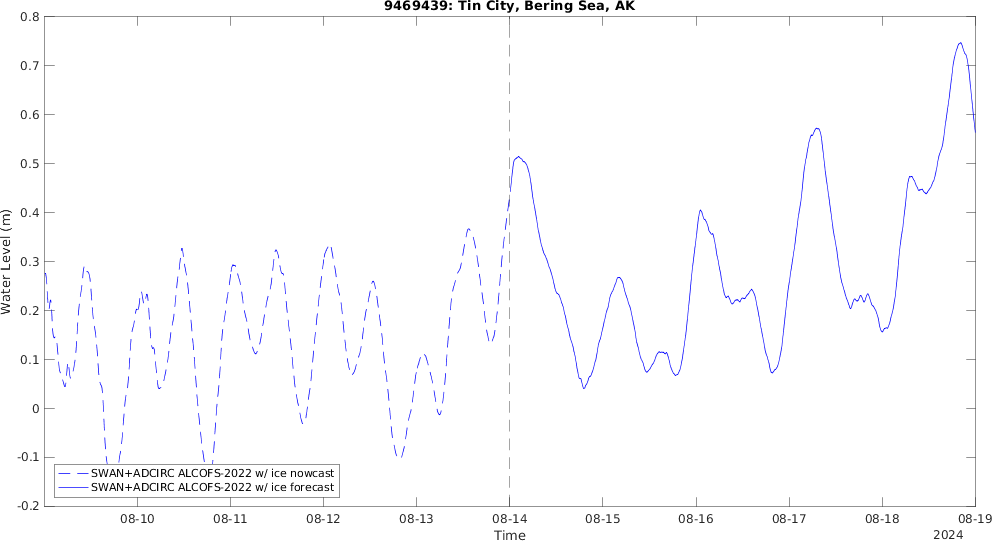 9469439: Tin City, Bering Sea, AK
Water Level (m)
0.8
0.7
0.6
0.5
0.4
0.3
0.2
0.1
0
-0.1
-0.2
SWAN+ADCIRC ALCOFS-2022 w/ ice nowcast
SWAN+ADCIRC ALCOFS-2022 w/ ice forecast
08-10 08-11 08-12 08-13 08-14 08-15 08-16 08-17 08-18 08-19
Time
2024